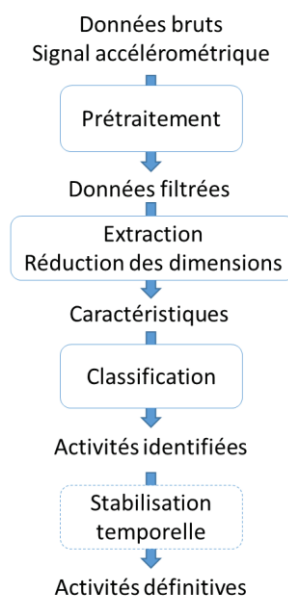 Données bruts
Signal accélérométrique
Prétraitement
Données filtrées
Extraction
Réduction des dimensions
Caractéristiques
Classification
Activités identifiées
Stabilisation
temporelle
Activités définitives